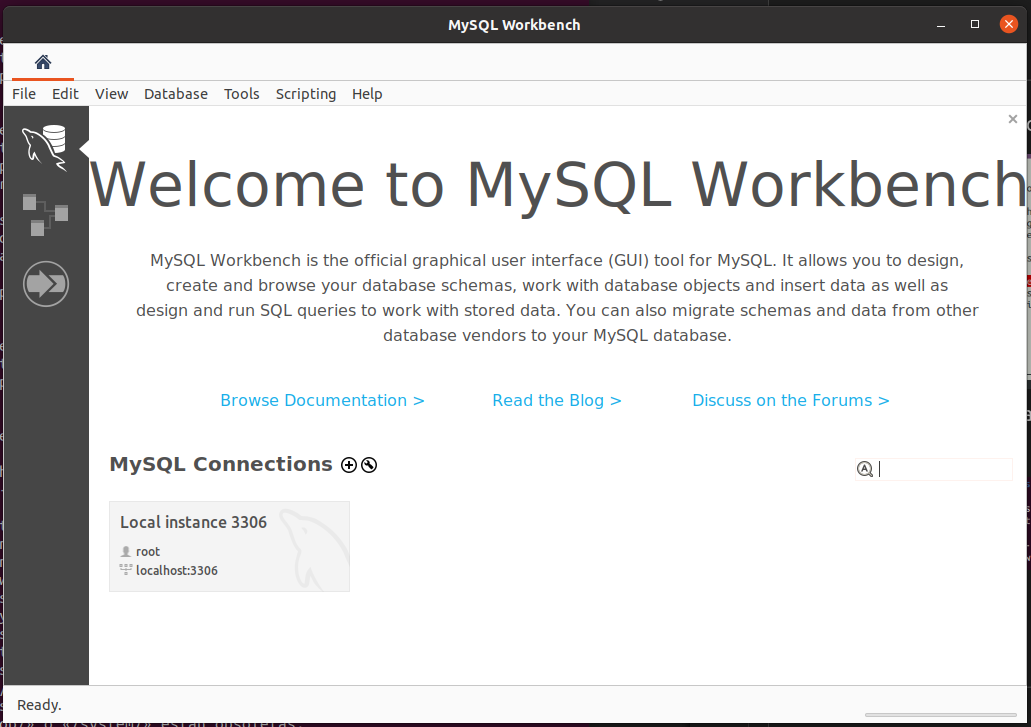 MySQL Workbench
File Edit View Database Tools Scripting Help
Welcome to MySQL Workbench
MySQL Workbench is the official graphical user interface (GUI) tool for MySQL. It allows you to design,
create and browse your database schemas, work with database objects and insert data as well as
design and run SQL queries to work with stored data. You can also migrate schemas and data from other
database vendors to your MySQL database.
Browse Documentation > Read the Blog > Discuss on the Forums >
MySQL Connections
Local instance 3306
root
localhost:3306
Ready.